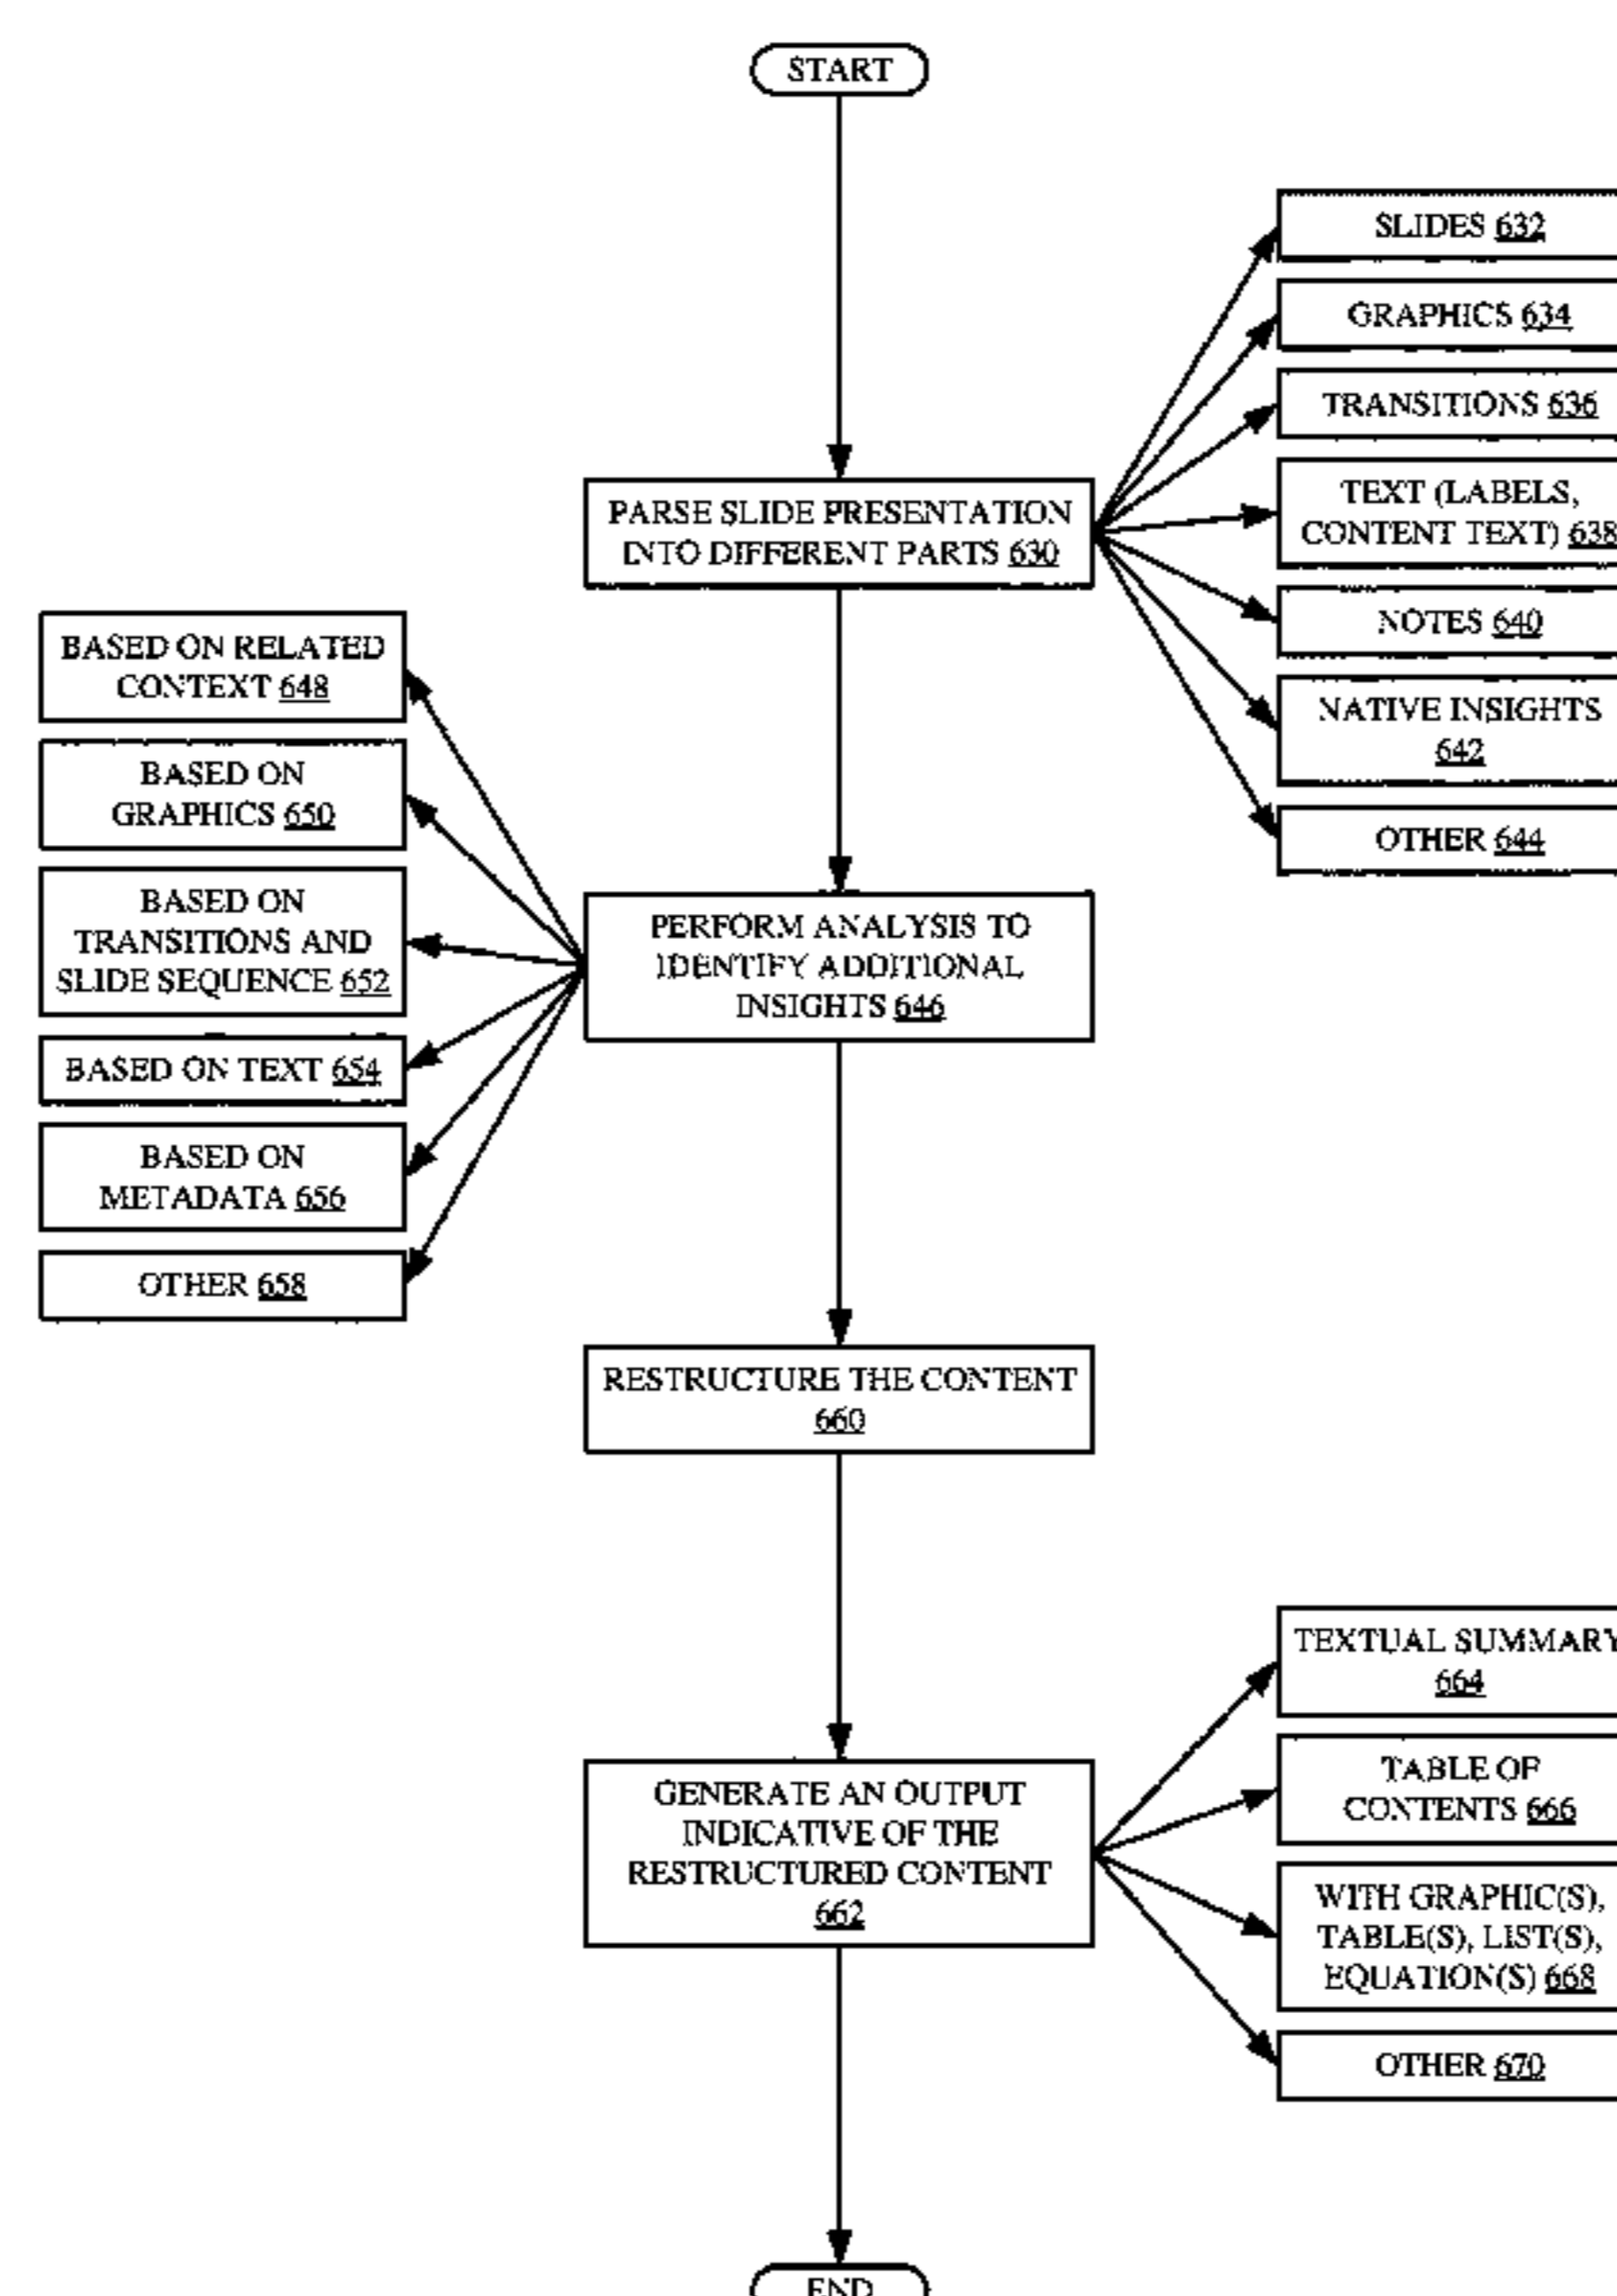 START
SLIDES 632
GRAPHICS 634
TRANSITIONS 636
TEXT (LABELS,
CONTENT TEXT) 638
NOTES 640
NATIVE INSIGHTS
642
OTHER 644
PARSE SLIDE PRESENTATION
INTO DIFFERENT PARTS 630
BASED ON RELATED
CONTEXT 648
BASED ON
GRAPHICS 650
BASED ON
TRANSITIONS AND
SLIDE SEQUENCE 652
BASED ON TEXT 654
BASED ON
METADATA 656
OTHER 658
PERFORM ANALYSIS TO
IDENTIFY ADDITIONAL
INSIGHTS 646
RESTRUCTURE THE CONTENT
660
GENERATE AN OUTPUT
INDICATIVE OF THE
RESTRUCTURED CONTENT
662
TEXTUAL SUMMARY
664
TABLE OF
CONTENTS 666
WITH GRAPHIC(S),
TABLE(S), LIST(S),
EQUATION(S) 668
OTHER 670
END